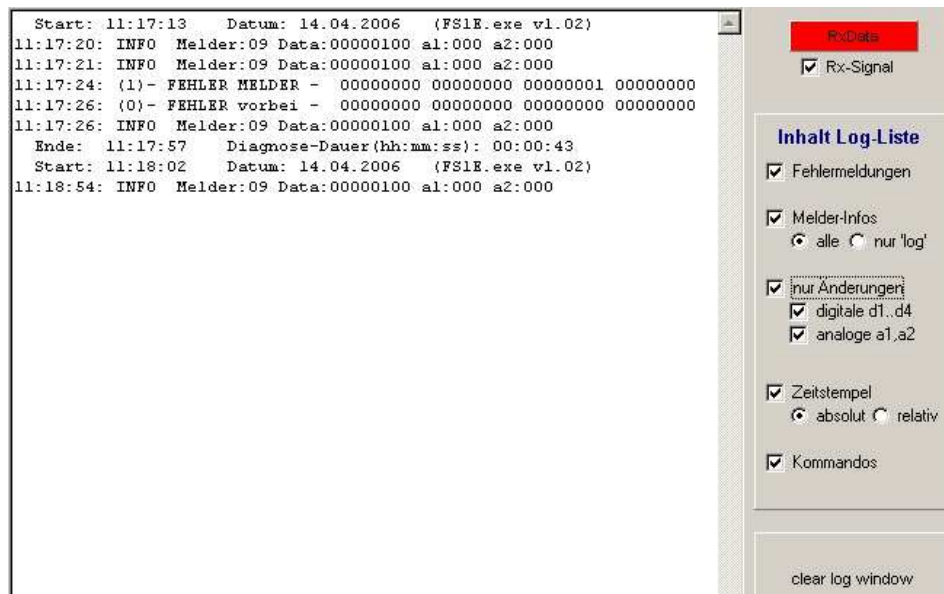 Start: 11:17:13 Datum: 14.04.2006 (FS1E.exe v1.02)
11:17:20: INFO Melder:09 Data:00000100 a1:000 a2:000
11:17:21: INFO Melder:09 Data:00000100 a1:000 a2:000
11:17:24: (1)- FEHLER MELDER - 00000000 00000000 00000001 00000000
11:17:26: (0)- FEHLER vorbei - 00000000 00000000 00000000 00000000
11:17:26: INFO Melder:09 Data:00000100 a1:000 a2:000
Ende: 11:17:57 Diagnose-Dauer(hh:mm:ss): 00:00:43
Start: 11:18:02 Datum: 14.04.2006 (FS1E.exe v1.02)
11:18:54: INFO Melder:09 Data:00000100 a1:000 a2:000
RxData
Rx-Signal
Inhalt Log-Liste
Fehlermeldungen
Melder-Infos
alle nur 'log'
nur Änderungen
digitale d1..d4
analoge a1,a2
Zeitstempel
absolut relativ
Kommandos
clear log window